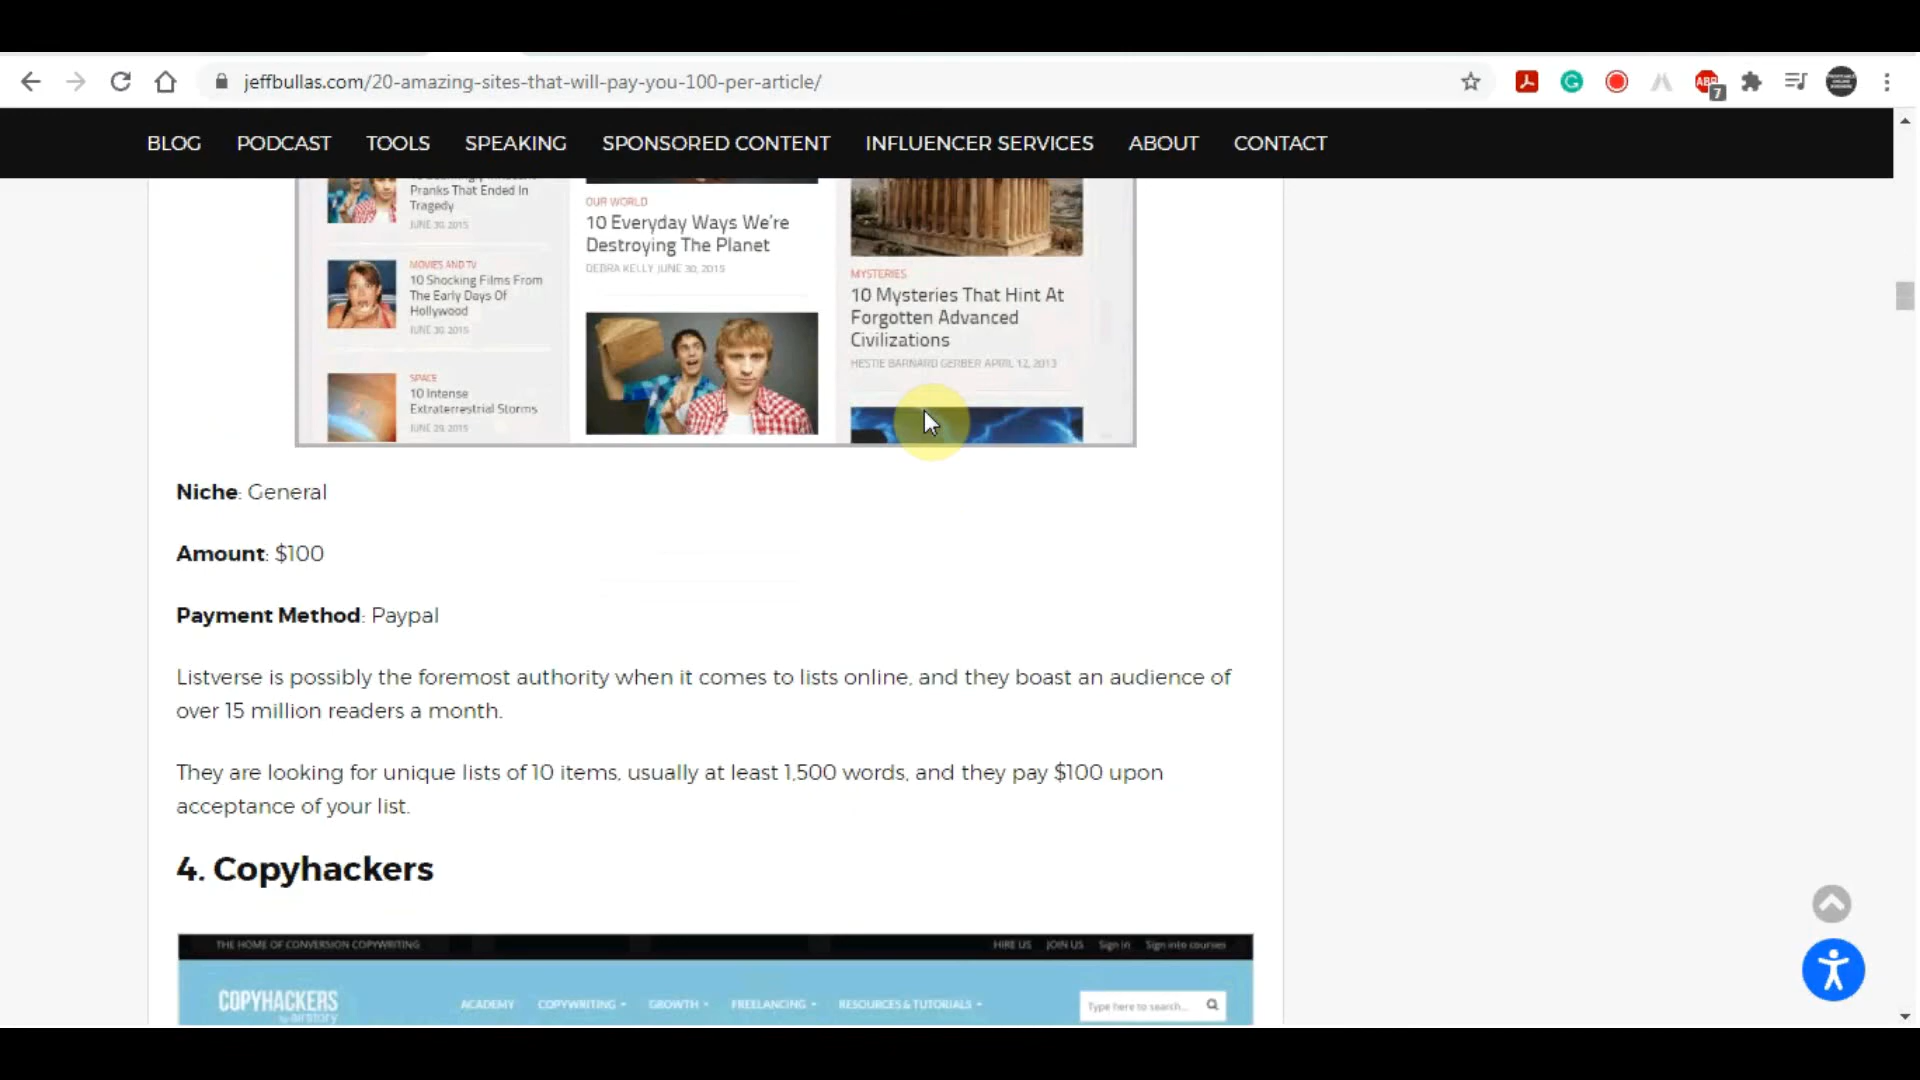 jeffbullas.com/20-amazing-sites-that-will-pay-you-100-per-article/
ABP
7
BLOG PODCAST TOOLS SPEAKING SPONSORED CONTENT INFLUENCER SERVICES ABOUT CONTACT
Pranks That Ended In
Tragedy
JUNE 30, 2015
MOVIES AND TV
10 Shocking Films From
The Early Days Of
Hollywood
JUNE 30, 2015
SPACE
10 Intense
Extraterrestrial Storms
JUNE 29, 2015
OUR WORLD
10 Everyday Ways We're
Destroying The Planet
DEBRA KELLY JUNE 30, 2015
MYSTERIES
10 Mysteries That Hint At
Forgotten Advanced
Civilizations
HESTIE BARNARD GERBER APRIL 12, 2013
Niche: General
Amount: $100
Payment Method: Paypal
Listverse is possibly the foremost authority when it comes to lists online, and they boast an audience of
over 15 million readers a month.
They are looking for unique lists of 10 items, usually at least 1,500 words, and they pay $100 upon
acceptance of your list.
4. Copyhackers
THE HOME OF CONVERSION COPYWRITING HIRE US JOIN US Sign in Sign into courses
COPYHACKERS
by airstory
ACADEMY COPYWRITING GROWTH FREELANCING RESOURCES & TUTORIALS
Type here to search...